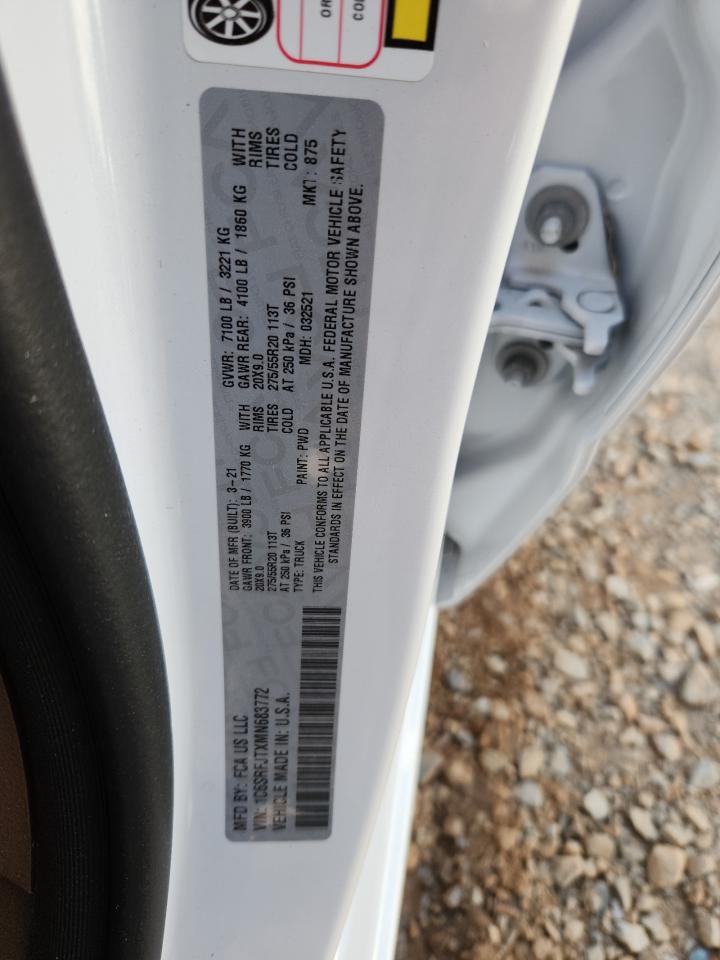 OR
CO
MFD BY: FCA US LLC
DATE OF MFR (BUILT): 3-21
GVWR: 7100 LB / 3221 KG
GAWR FRONT: 3900 LB / 1770 KG WITH
GAWR REAR: 4100 LB / 1860 KG WITH
20X9.0 RIMS
20X9.0 RIMS
275/55R20 113T TIRES
275/55R20 113T TIRES
AT 250 kPa / 36 PSI COLD
AT 250 kPa / 36 PSI COLD
VIN: 1C6SRFJTXMN683772
TYPE: TRUCK
PAINT: PWD
MDH: 032521
MKT: 875
VEHICLE MADE IN: U.S.A.
THIS VEHICLE CONFORMS TO ALL APPLICABLE U.S.A. FEDERAL MOTOR VEHICLE SAFETY
STANDARDS IN EFFECT ON THE DATE OF MANUFACTURE SHOWN ABOVE.